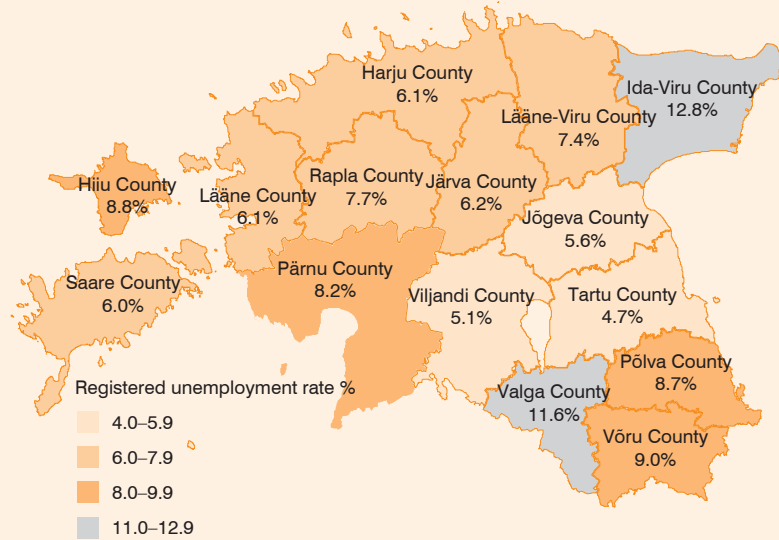 Harju County
6.1%
Ida-Viru County
12.8%
Lääne-Viru County
7.4%
Hiiu County
8.8%
Lääne County
6.1%
Rapla County
7.7%
Järva County
6.2%
Jõgeva County
5.6%
Saare County
6.0%
Pärnu County
8.2%
Viljandi County
5.1%
Tartu County
4.7%
Põlva County
8.7%
Valga County
11.6%
Võru County
9.0%
Registered unemployment rate %
4.0–5.9
6.0–7.9
8.0–9.9
11.0–12.9